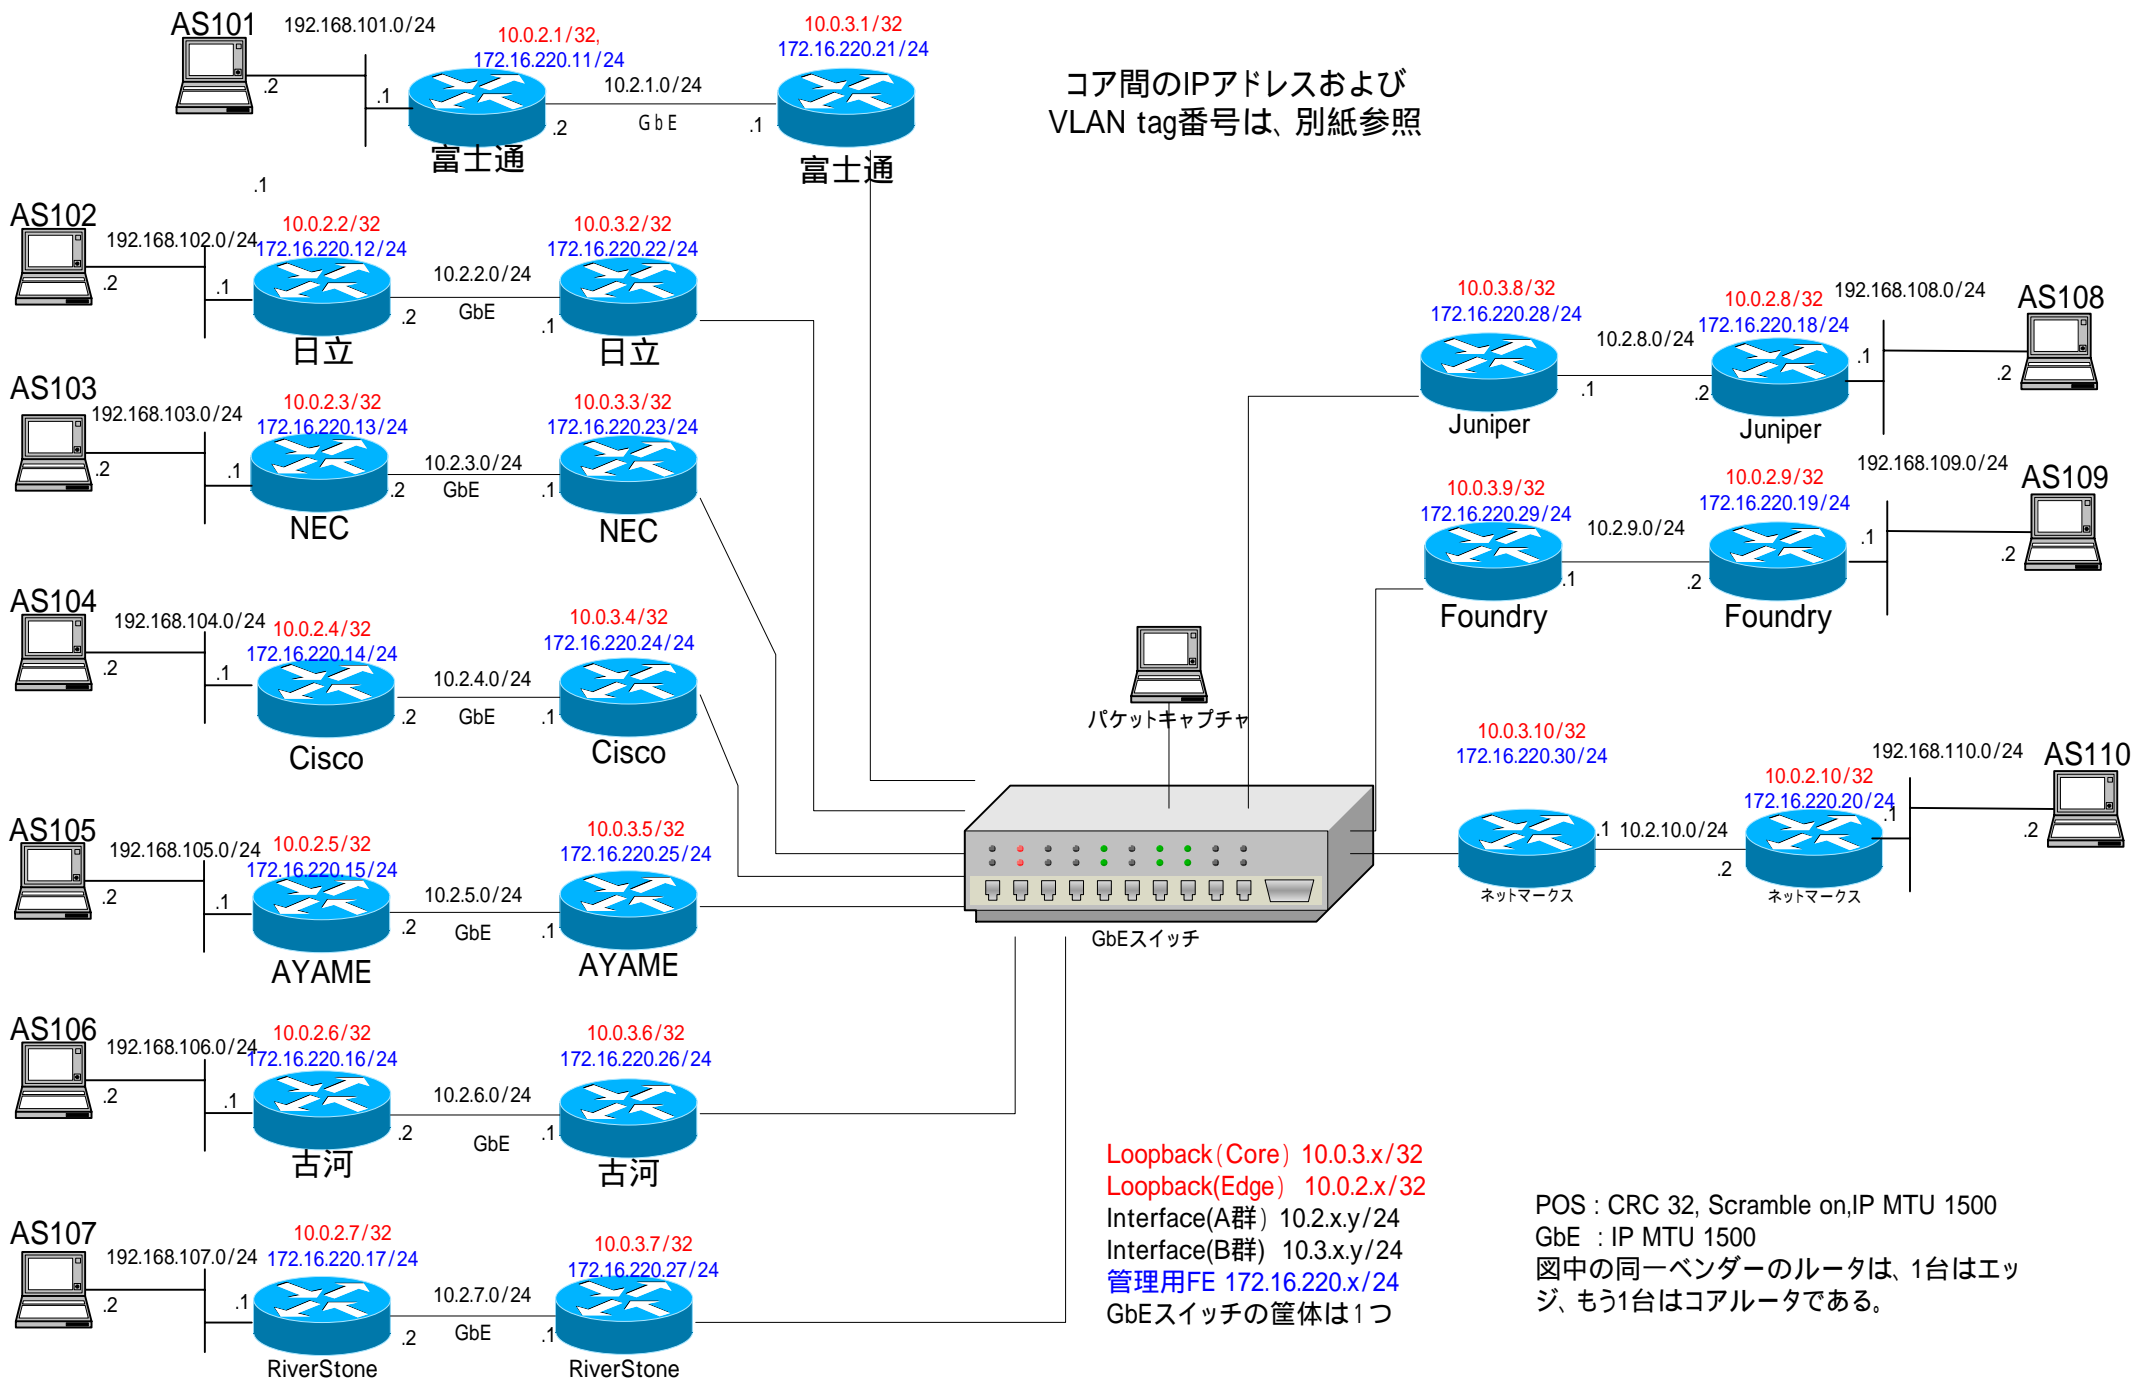 AS101
192.168.101.0/24
.2
.1
10.0.2.1/32,
172.16.220.11/24
富士通
.2
10.2.1.0/24
GbE
.1
10.0.3.1/32
172.16.220.21/24
富士通
コア間のIPアドレスおよび
VLAN tag番号は、別紙参照
.1
AS102
192.168.102.0/24
.2
.1
10.0.2.2/32
172.16.220.12/24
日立
.2
10.2.2.0/24
GbE
.1
10.0.3.2/32
172.16.220.22/24
日立
AS103
192.168.103.0/24
.2
.1
10.0.2.3/32
172.16.220.13/24
NEC
.2
10.2.3.0/24
GbE
.1
10.0.3.3/32
172.16.220.23/24
NEC
AS104
192.168.104.0/24
.2
.1
10.0.2.4/32
172.16.220.14/24
Cisco
.2
10.2.4.0/24
GbE
.1
10.0.3.4/32
172.16.220.24/24
Cisco
AS105
192.168.105.0/24
.2
.1
10.0.2.5/32
172.16.220.15/24
AYAME
.2
10.2.5.0/24
GbE
.1
10.0.3.5/32
172.16.220.25/24
AYAME
AS106
192.168.106.0/24
.2
.1
10.0.2.6/32
172.16.220.16/24
古河
.2
10.2.6.0/24
GbE
.1
10.0.3.6/32
172.16.220.26/24
古河
AS107
192.168.107.0/24
.2
.1
10.0.2.7/32
172.16.220.17/24
RiverStone
.2
10.2.7.0/24
GbE
.1
10.0.3.7/32
172.16.220.27/24
RiverStone
パケットキャプチャ
GbEスイッチ
10.0.3.8/32
172.16.220.28/24
Juniper
.1
10.2.8.0/24
.2
10.0.2.8/32
172.16.220.18/24
Juniper
192.168.108.0/24
.1
.2
AS108
10.0.3.9/32
172.16.220.29/24
Foundry
.1
10.2.9.0/24
.2
10.0.2.9/32
172.16.220.19/24
Foundry
192.168.109.0/24
.1
.2
AS109
10.0.3.10/32
172.16.220.30/24
ネットマークス
.1
10.2.10.0/24
.2
10.0.2.10/32
172.16.220.20/24
ネットマークス
192.168.110.0/24
.1
.2
AS110
Loopback(Core) 10.0.3.x/32
Loopback(Edge) 10.0.2.x/32
Interface(A群) 10.2.x.y/24
Interface(B群) 10.3.x.y/24
管理用FE 172.16.220.x/24
GbEスイッチの筐体は1つ
POS : CRC 32, Scramble on,IP MTU 1500
GbE : IP MTU 1500
図中の同一ベンダーのルータは、1台はエッ
ジ、もう1台はコアルータである。